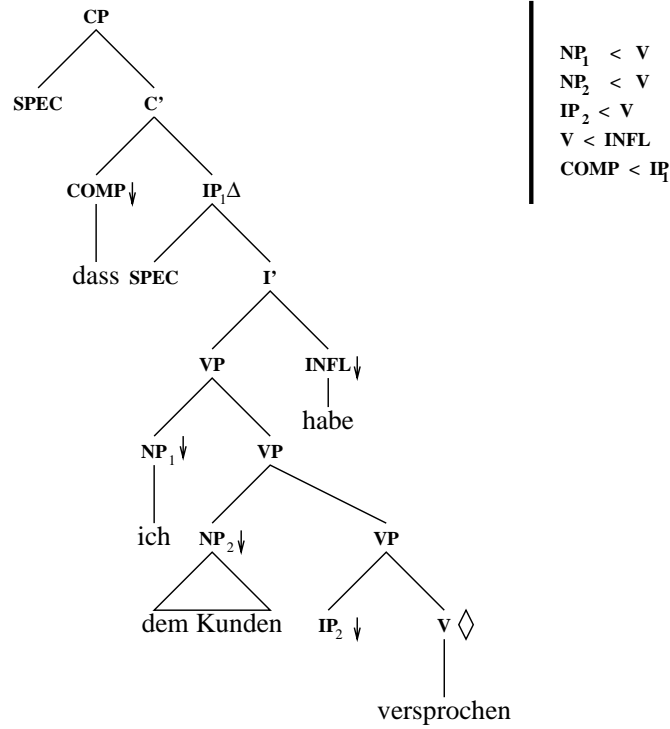 CP
SPEC C’
COMP↓ IP₁Δ
dass SPEC I’
VP INFL↓
habe
NP₁↓ VP
ich NP₂↓ VP
dem Kunden IP₂↓ V◇
versprochen
NP₁ < V
NP₂ < V
IP₂ < V
V < INFL
COMP < IP₁